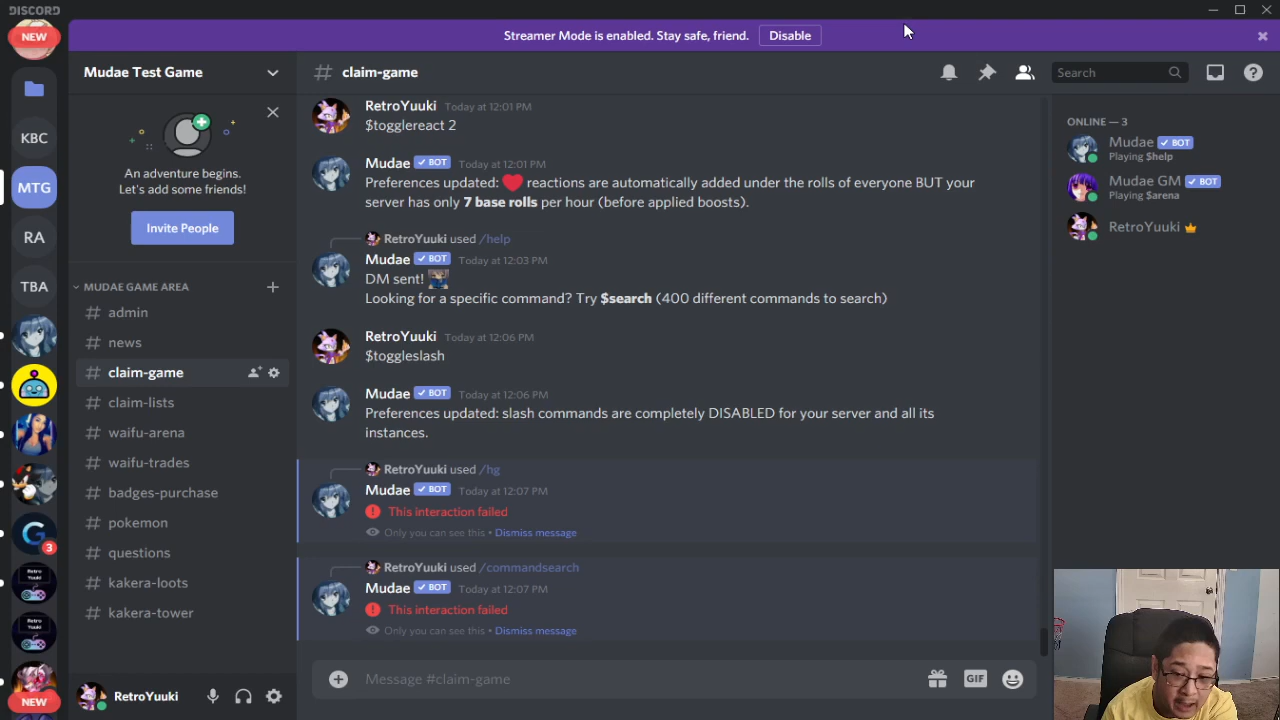 DISCORD
Streamer Mode is enabled. Stay safe, friend.
Disable
NEW
KBC
MTG
RA
TBA
3
Retro
Yuuki
NEW
Mudae Test Game
An adventure begins.
Let's add some friends!
Invite People
MUDAE GAME AREA
# admin
# news
# claim-game
# claim-lists
# waifu-arena
# waifu-trades
# badges-purchase
# pokemon
# questions
# kakera-loots
# kakera-tower
RetroYuuki
# claim-game
Search
RetroYuuki Today at 12:01 PM
$togglereact 2
Mudae BOT Today at 12:01 PM
Preferences updated: ❤ reactions are automatically added under the rolls of everyone BUT your
server has only 7 base rolls per hour (before applied boosts).
RetroYuuki used /help
Mudae BOT Today at 12:03 PM
DM sent!
Looking for a specific command? Try $search (400 different commands to search)
RetroYuuki Today at 12:06 PM
$toggleslash
Mudae BOT Today at 12:06 PM
Preferences updated: slash commands are completely DISABLED for your server and all its
instances.
RetroYuuki used /hg
Mudae BOT Today at 12:07 PM
This interaction failed
Only you can see this • Dismiss message
RetroYuuki used /commandsearch
Mudae BOT Today at 12:07 PM
This interaction failed
Only you can see this • Dismiss message
Message #claim-game
GIF
ONLINE — 3
Mudae BOT
Playing $help
Mudae GM BOT
Playing $arena
RetroYuuki